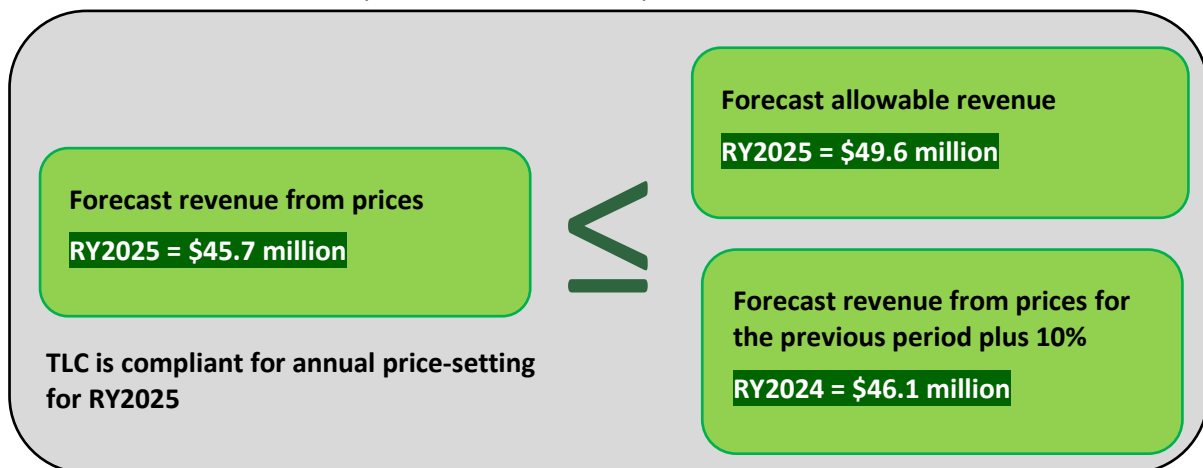 Forecast revenue from prices
RY2025 = $45.7 million
TLC is compliant for annual price-setting
for RY2025
≤
Forecast allowable revenue
RY2025 = $49.6 million
Forecast revenue from prices for
the previous period plus 10%
RY2024 = $46.1 million